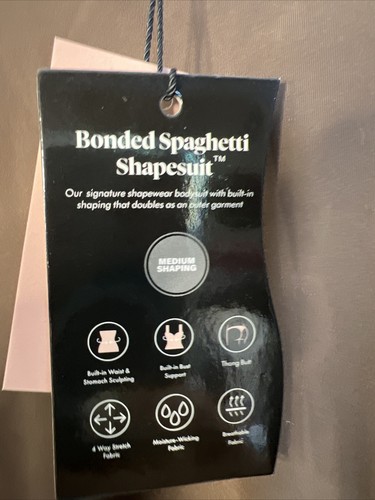 Bonded Spaghetti
Shapesuit™
Our signature shapewear bodysuit with built-in
shaping that doubles as an outer garment
MEDIUM
SHAPING
Built-in Waist &
Stomach Sculpting
Built-in Bust
Support
Thong Butt
4 Way Stretch
Fabric
Moisture-Wicking
Fabric
Breathable
Fabric